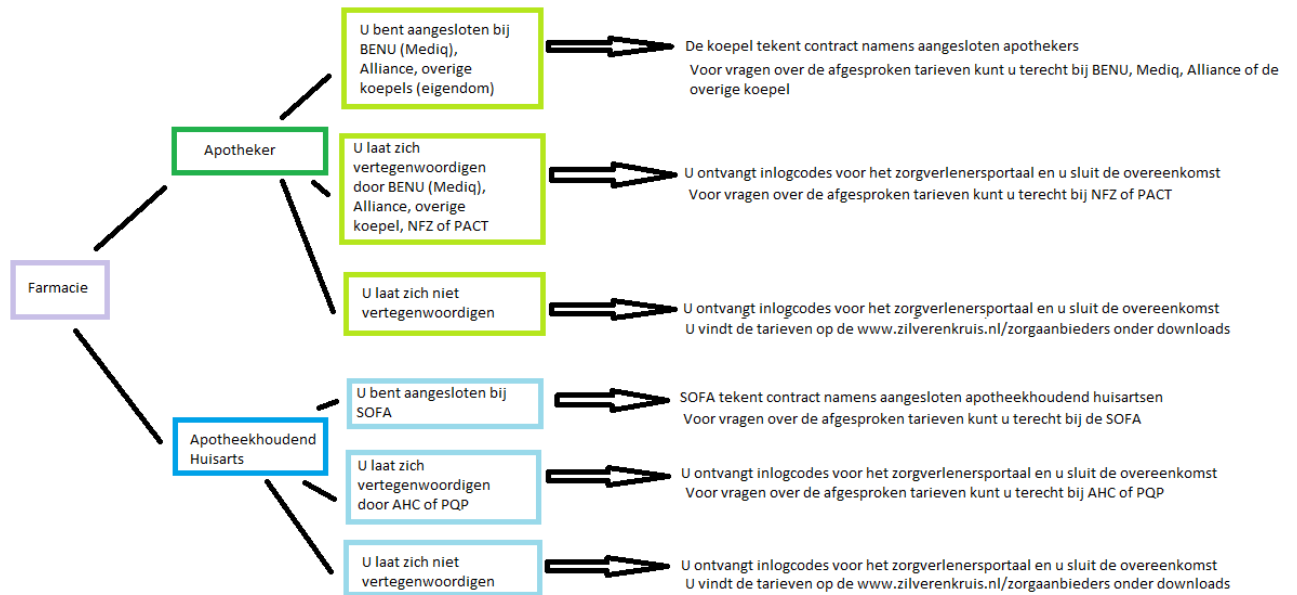 Farmacie
Apotheker
U bent aangesloten bij
BENU (Mediq),
Alliance, overige
koepels (eigendom)
De koepel tekent contract namens aangesloten apothekers
Voor vragen over de afgesproken tarieven kunt u terecht bij BENU, Mediq, Alliance of de
overige koepel
U laat zich
vertegenwoordigen
door BENU (Mediq),
Alliance, overige
koepel, NFZ of PACT
U ontvangt inlogcodes voor het zorgverlenersportaal en u sluit de overeenkomst
Voor vragen over de afgesproken tarieven kunt u terecht bij NFZ of PACT
U laat zich niet
vertegenwoordigen
U ontvangt inlogcodes voor het zorgverlenersportaal en u sluit de overeenkomst
U vindt de tarieven op de www.zilverenkruis.nl/zorgaanbieders onder downloads
Apotheekhoudend
Huisarts
U bent aangesloten bij
SOFA
SOFA tekent contract namens aangesloten apotheekhoudend huisartsen
Voor vragen over de afgesproken tarieven kunt u terecht bij de SOFA
U laat zich
vertegenwoordigen
door AHC of PQP
U ontvangt inlogcodes voor het zorgverlenersportaal en u sluit de overeenkomst
Voor vragen over de afgesproken tarieven kunt u terecht bij AHC of PQP
U laat zich niet
vertegenwoordigen
U ontvangt inlogcodes voor het zorgverlenersportaal en u sluit de overeenkomst
U vindt de tarieven op de www.zilverenkruis.nl/zorgaanbieders onder downloads